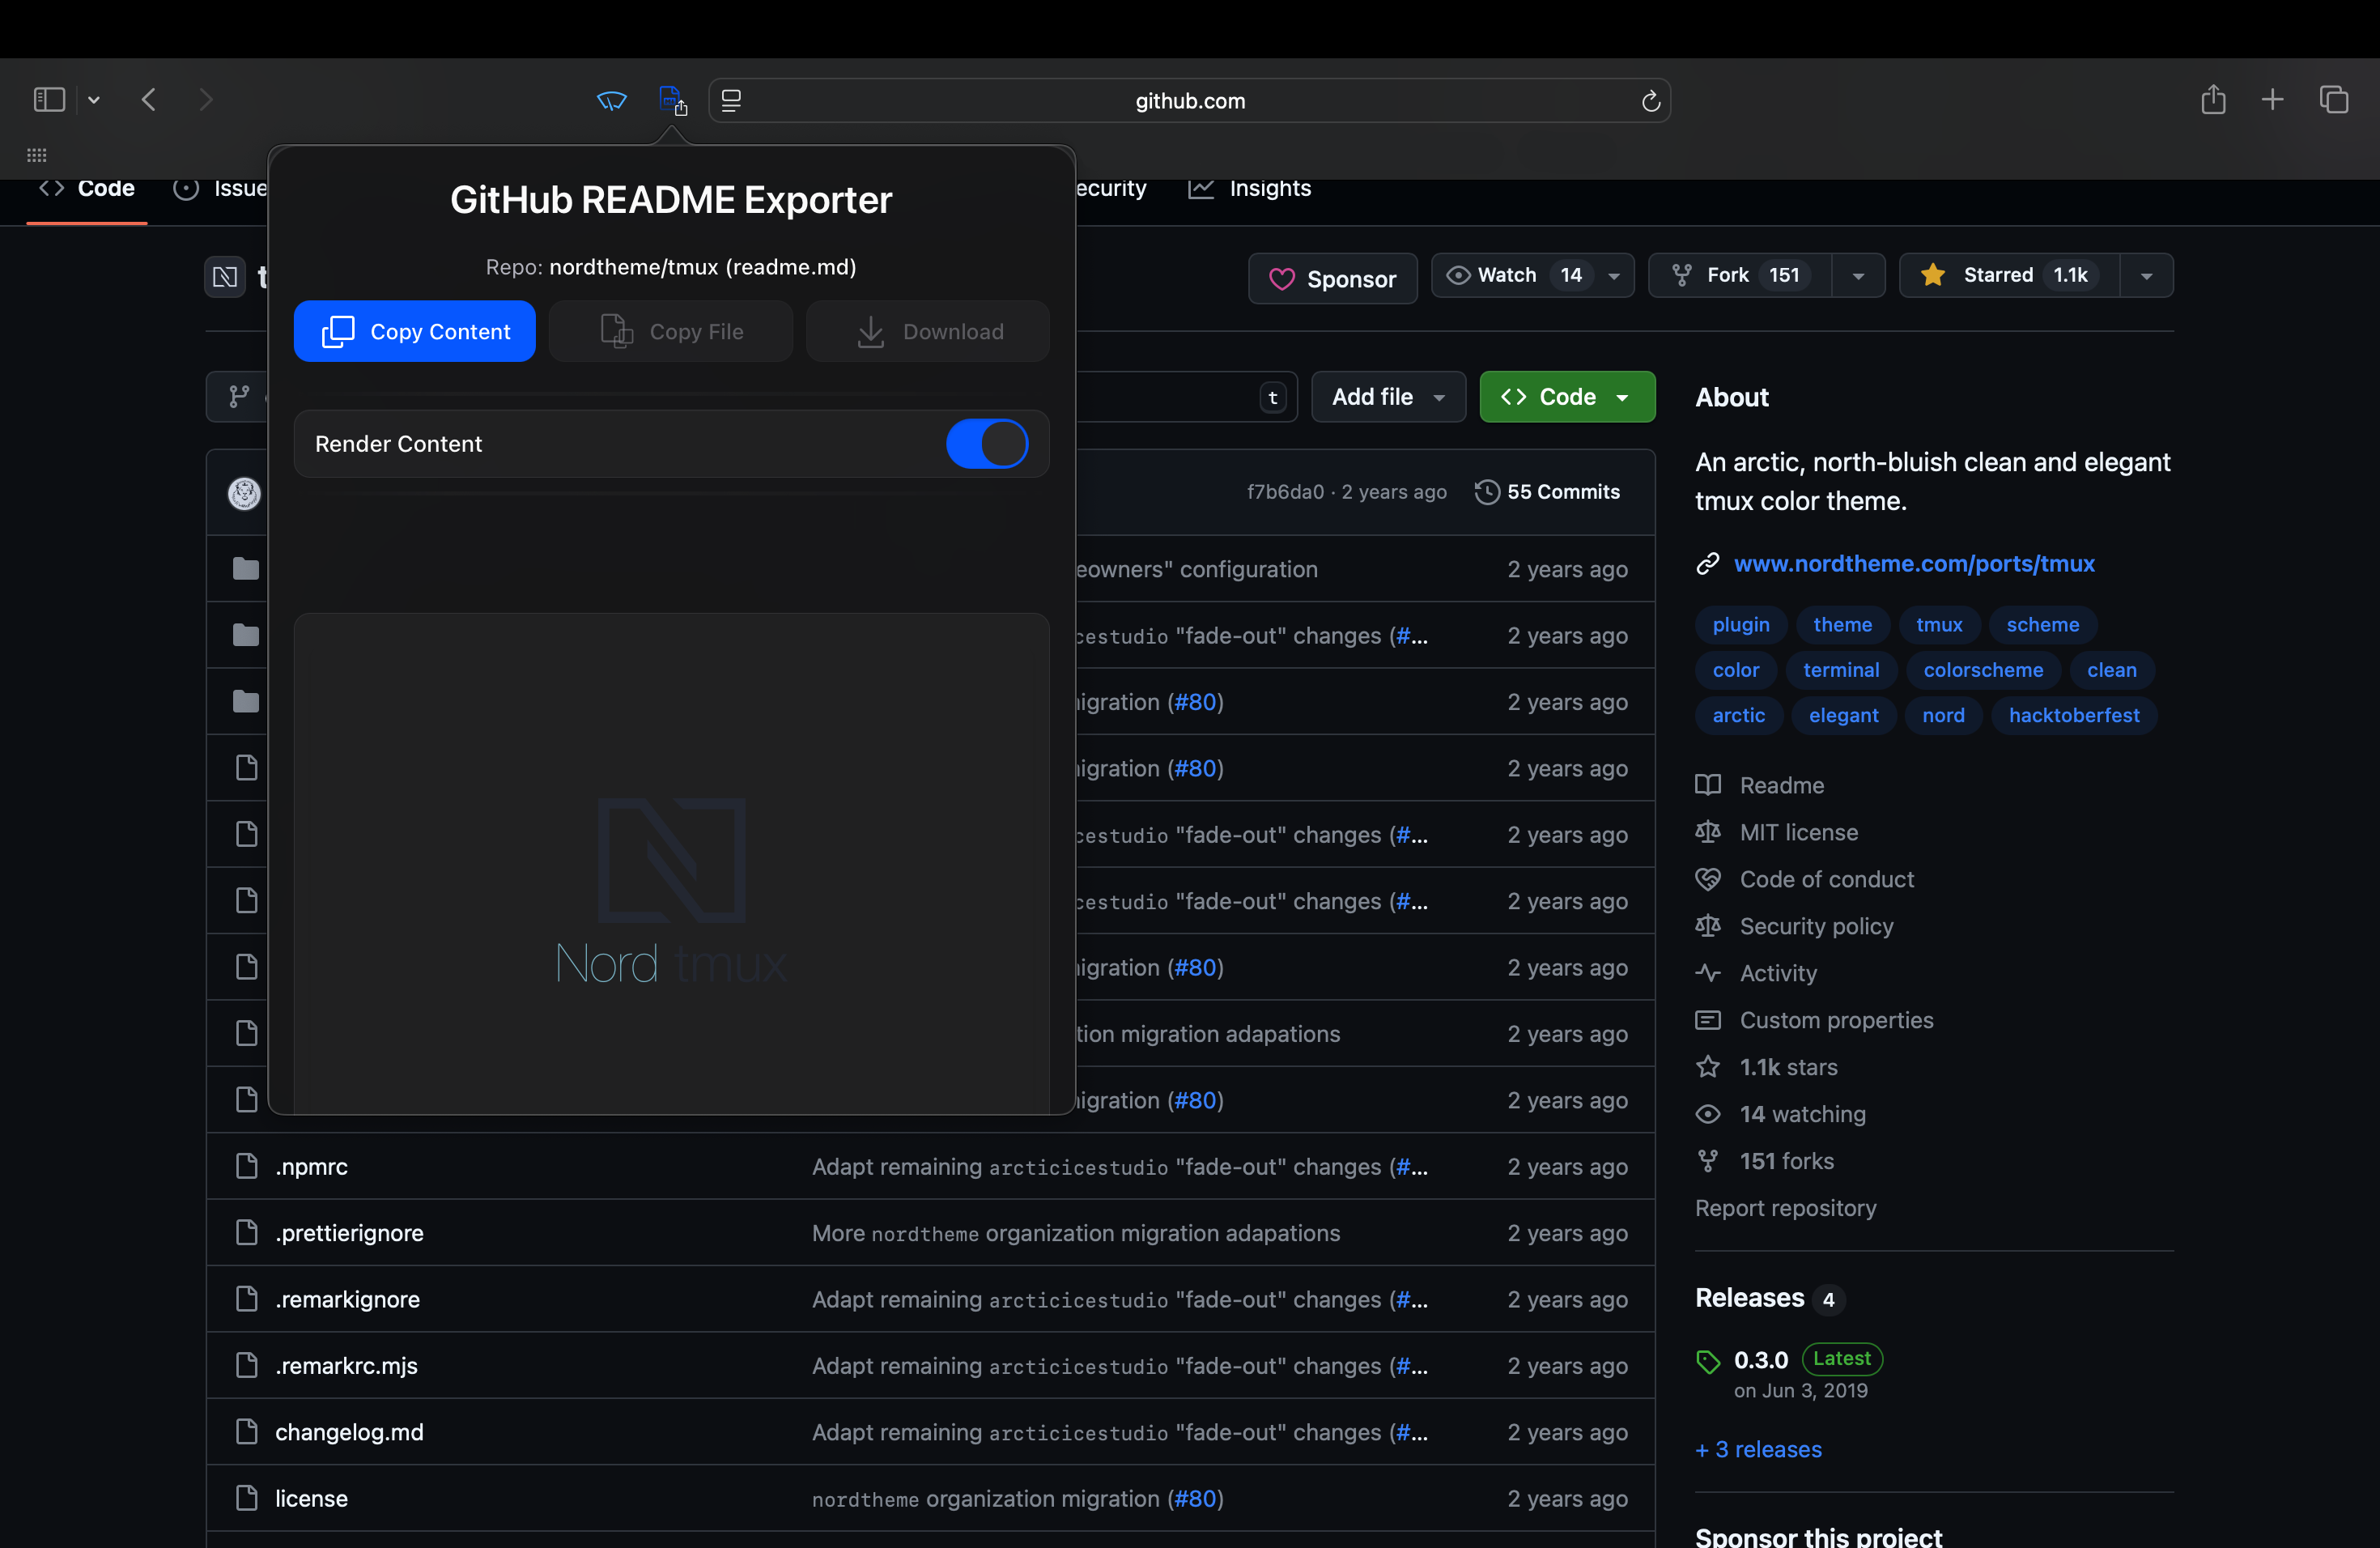 github.com
Code
Issue
ecurity
Insights
GitHub README Exporter
Repo: nordtheme/tmux (readme.md)
Copy Content
Copy File
Download
Render Content
Nord tmux
t
Sponsor
Watch 14
Fork 151
Starred 1.1k
t
Add file
Code
f7b6da0 · 2 years ago
55 Commits
eowners" configuration 2 years ago
cestudio "fade-out" changes (#... 2 years ago
igration (#80) 2 years ago
igration (#80) 2 years ago
cestudio "fade-out" changes (#... 2 years ago
cestudio "fade-out" changes (#... 2 years ago
igration (#80) 2 years ago
tion migration adapations 2 years ago
igration (#80) 2 years ago
.npmrc Adapt remaining arcticicestudio "fade-out" changes (#... 2 years ago
.prettierignore More nordtheme organization migration adapations 2 years ago
.remarkignore Adapt remaining arcticicestudio "fade-out" changes (#... 2 years ago
.remarkrc.mjs Adapt remaining arcticicestudio "fade-out" changes (#... 2 years ago
changelog.md Adapt remaining arcticicestudio "fade-out" changes (#... 2 years ago
license nordtheme organization migration (#80) 2 years ago
About
An arctic, north-bluish clean and elegant
tmux color theme.
www.nordtheme.com/ports/tmux
plugin theme tmux scheme
color terminal colorscheme clean
arctic elegant nord hacktoberfest
Readme
MIT license
Code of conduct
Security policy
Activity
Custom properties
1.1k stars
14 watching
151 forks
Report repository
Releases 4
0.3.0 Latest
on Jun 3, 2019
+ 3 releases
Sponsor this project